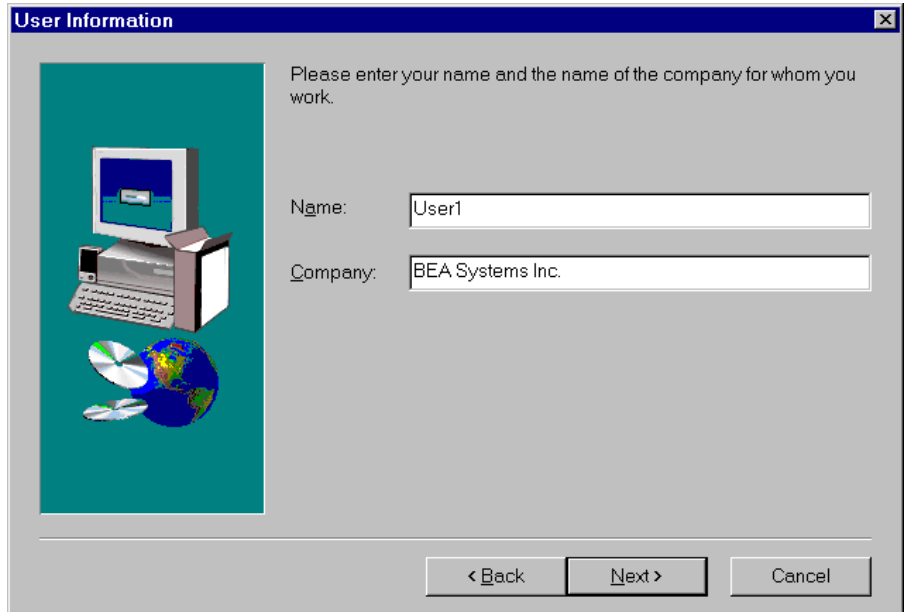 User Information
Please enter your name and the name of the company for whom you
work.
Name: User1
Company: BEA Systems Inc.
< Back Next > Cancel